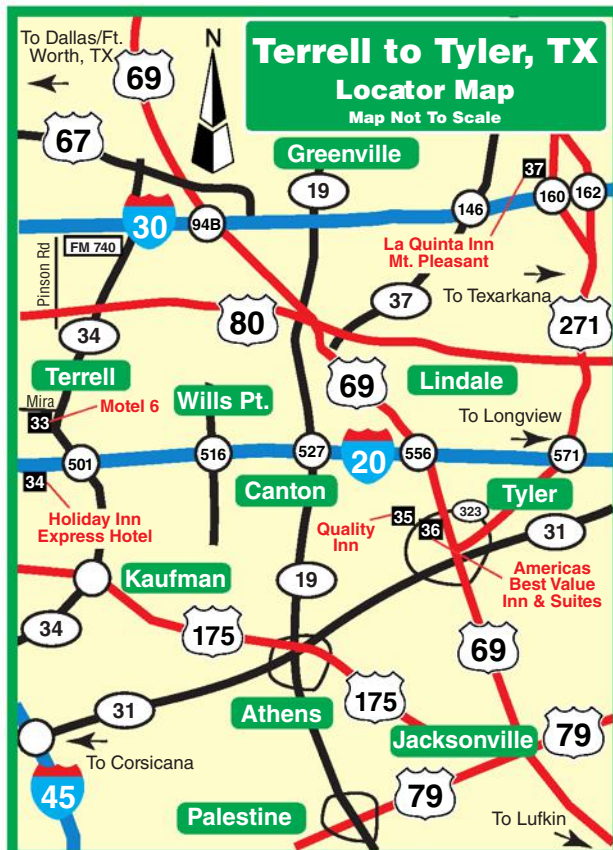 Terrell to Tyler, TX
Locator Map
Map Not To Scale
To Dallas/Ft.
Worth, TX
69
N
67
Greenville
19
37
146
160
162
30
94B
FM 740
La Quinta Inn
Mt. Pleasant
Pinson Rd
To Texarkana
37
80
271
34
Terrell
69
Lindale
Wills Pt.
Mira
33
Motel 6
To Longview
501
516
527
20
556
571
34
Canton
Tyler
Holiday Inn
Express Hotel
Quality
Inn
35
36
323
31
Americas
Best Value
Inn & Suites
Kaufman
19
34
175
69
175
31
Athens
Jacksonville
79
To Corsicana
45
79
Palestine
To Lufkin